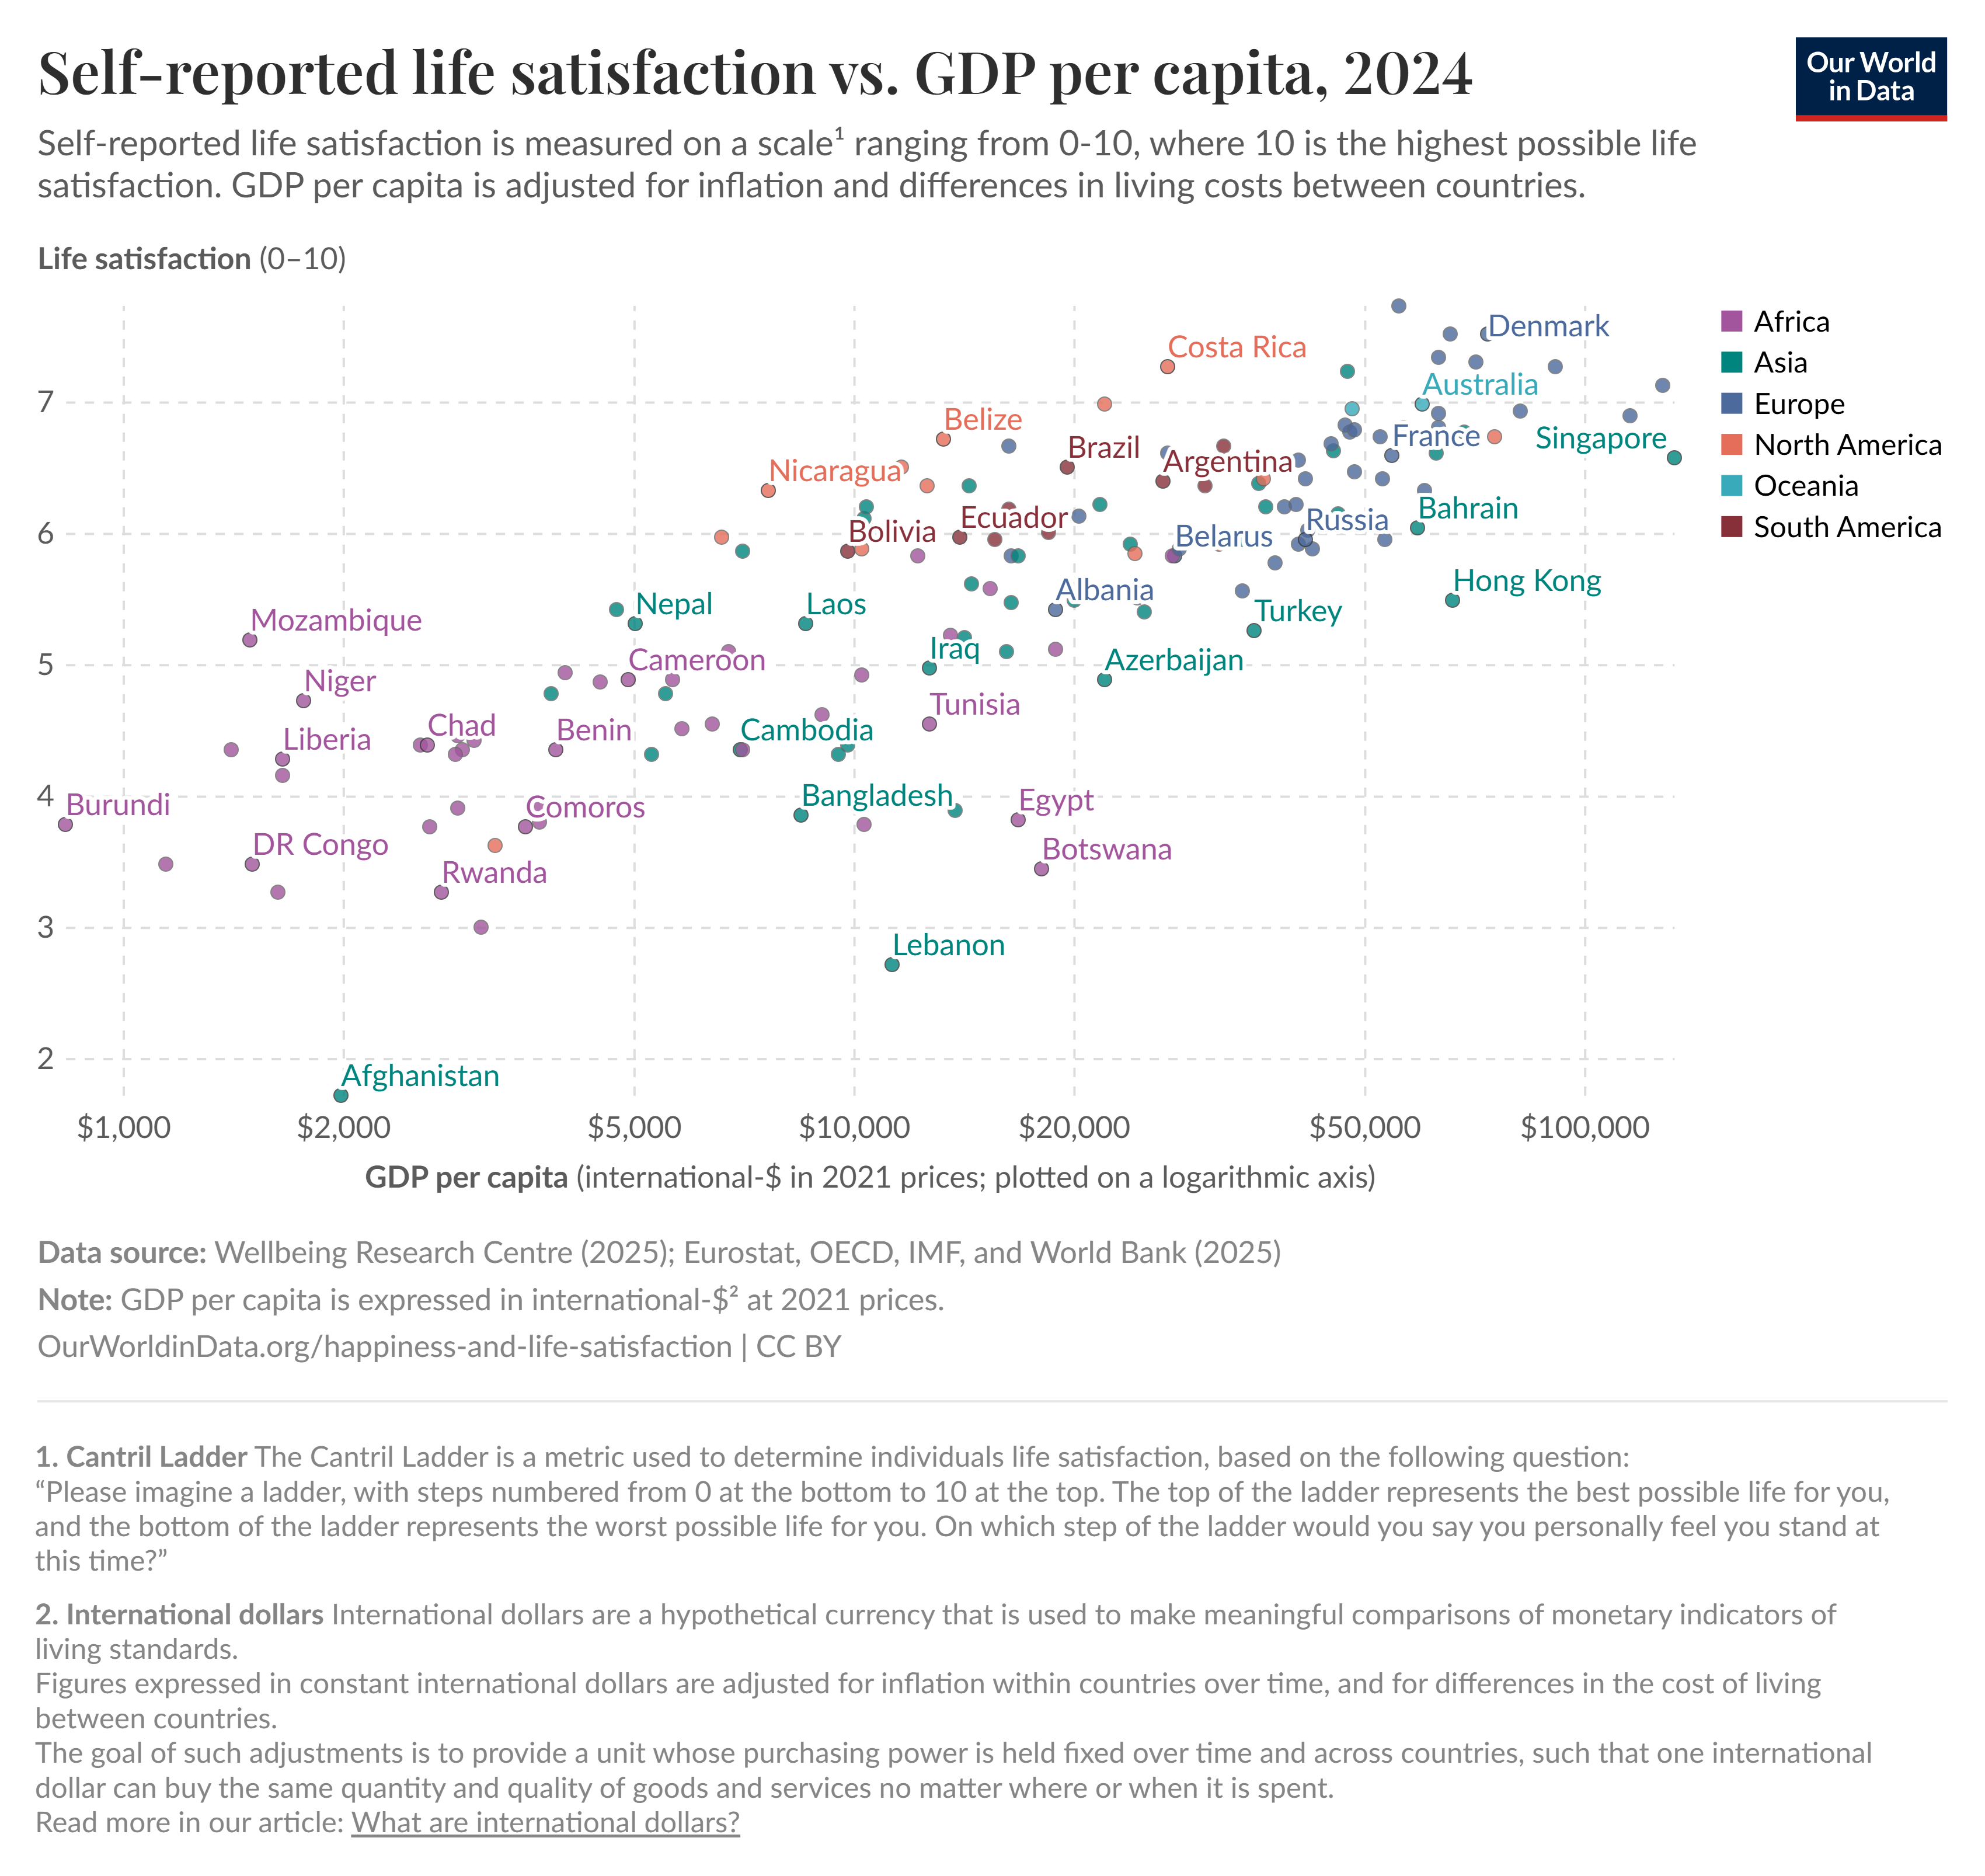 Self-reported life satisfaction vs. GDP per capita, 2024
Our World
in Data
Self-reported life satisfaction is measured on a scale¹ ranging from 0-10, where 10 is the highest possible life
satisfaction. GDP per capita is adjusted for inflation and differences in living costs between countries.
Life satisfaction (0–10)
Africa
Asia
Europe
North America
Oceania
South America
Denmark
Costa Rica
Australia
7
Belize
France
Singapore
Brazil
Argentina
Nicaragua
Bahrain
Ecuador
Russia
6
Bolivia
Belarus
Hong Kong
Albania
Nepal
Laos
Turkey
Mozambique
Iraq
5
Cameroon
Azerbaijan
Niger
Tunisia
Chad
Benin
Cambodia
Liberia
4
Bangladesh
Egypt
Burundi
Comoros
DR Congo
Botswana
Rwanda
3
Lebanon
2
Afghanistan
$1,000
$2,000
$5,000
$10,000
$20,000
$50,000
$100,000
GDP per capita (international-$ in 2021 prices; plotted on a logarithmic axis)
Data source: Wellbeing Research Centre (2025); Eurostat, OECD, IMF, and World Bank (2025)
Note: GDP per capita is expressed in international-$² at 2021 prices.
OurWorldinData.org/happiness-and-life-satisfaction | CC BY
1. Cantril Ladder The Cantril Ladder is a metric used to determine individuals life satisfaction, based on the following question:
“Please imagine a ladder, with steps numbered from 0 at the bottom to 10 at the top. The top of the ladder represents the best possible life for you,
and the bottom of the ladder represents the worst possible life for you. On which step of the ladder would you say you personally feel you stand at
this time?”
2. International dollars International dollars are a hypothetical currency that is used to make meaningful comparisons of monetary indicators of
living standards.
Figures expressed in constant international dollars are adjusted for inflation within countries over time, and for differences in the cost of living
between countries.
The goal of such adjustments is to provide a unit whose purchasing power is held fixed over time and across countries, such that one international
dollar can buy the same quantity and quality of goods and services no matter where or when it is spent.
Read more in our article: What are international dollars?